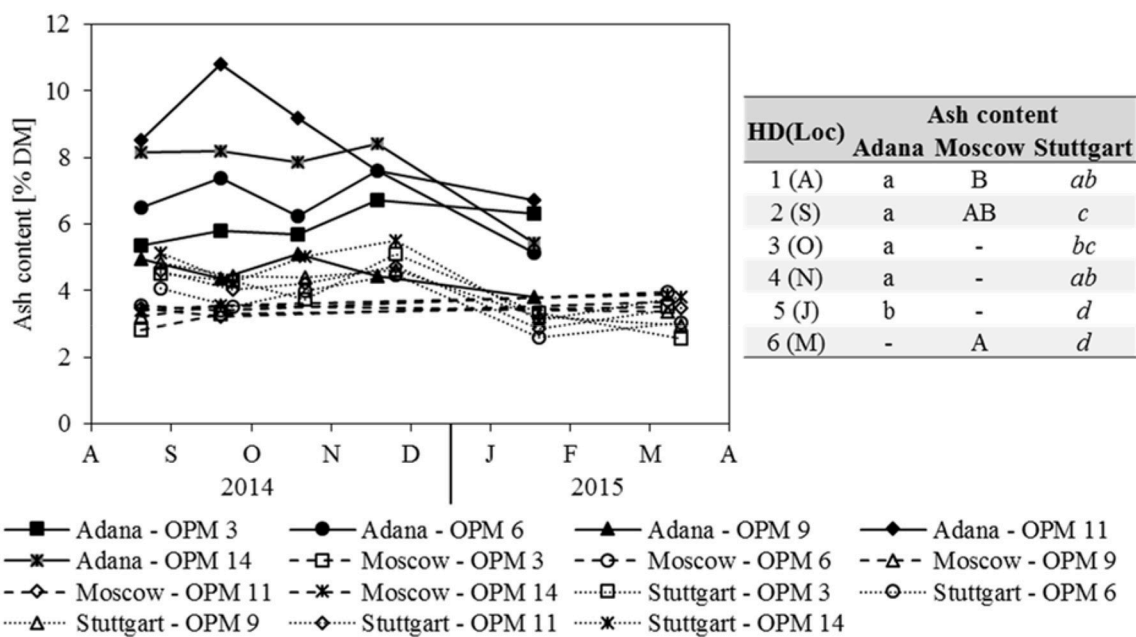 12
10
8
6
4
2
0
Ash content [% DM]
A S O N D J F M A
2014 2015
HD(Loc) Ash content
Adana Moscow Stuttgart
1 (A) a B ab
2 (S) a AB c
3 (O) a - bc
4 (N) a - ab
5 (J) b - d
6 (M) - A d
Adana - OPM 3 Adana - OPM 6 Adana - OPM 9 Adana - OPM 11
Adana - OPM 14 Moscow - OPM 3 Moscow - OPM 6 Moscow - OPM 9
Moscow - OPM 11 Moscow - OPM 14 Stuttgart - OPM 3 Stuttgart - OPM 6
Stuttgart - OPM 9 Stuttgart - OPM 11 Stuttgart - OPM 14